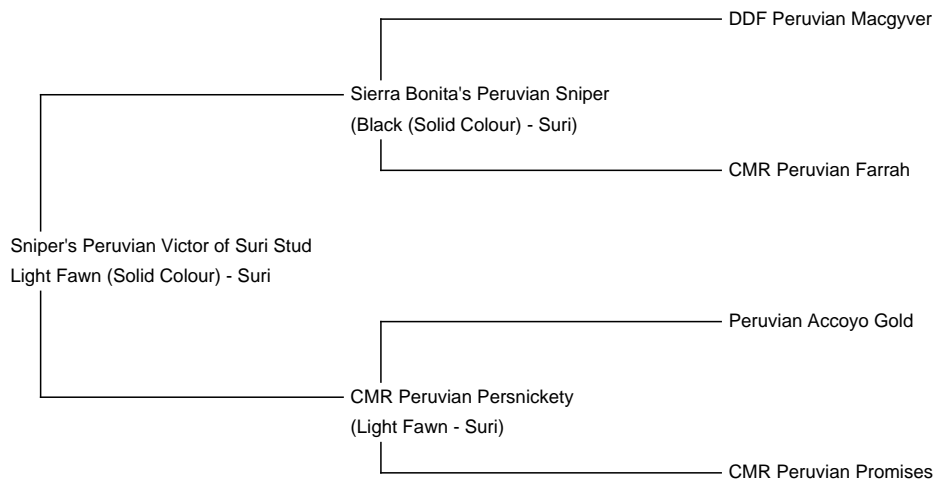 DDF Peruvian Macgyver
Sierra Bonita's Peruvian Sniper
(Black (Solid Colour) - Suri)
CMR Peruvian Farrah
Sniper's Peruvian Victor of Suri Stud
Light Fawn (Solid Colour) - Suri
Peruvian Accoyo Gold
CMR Peruvian Persnickety
(Light Fawn - Suri)
CMR Peruvian Promises